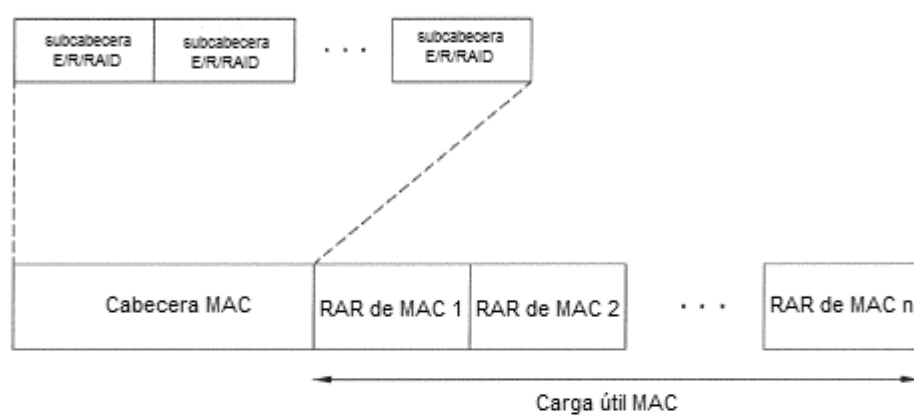 subcabecera
E/R/RAID
subcabecera
E/R/RAID
. . .
subcabecera
E/R/RAID
Cabecera MAC
RAR de MAC 1
RAR de MAC 2
. . .
RAR de MAC n
Carga útil MAC